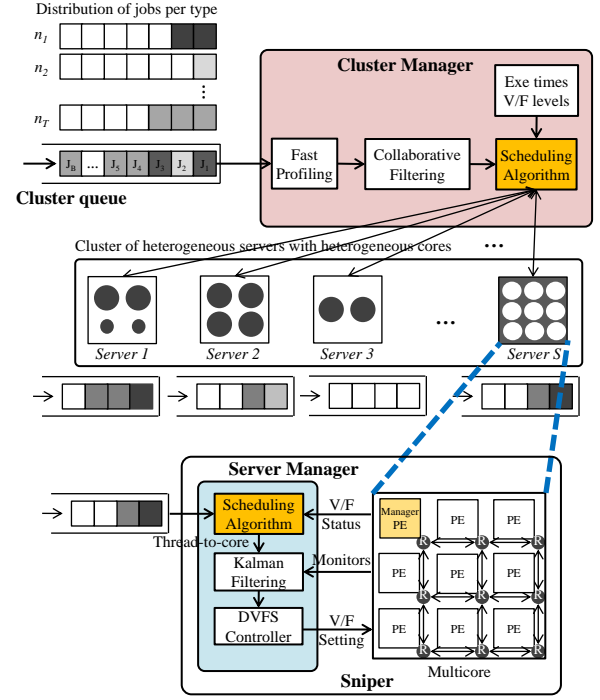 Distribution of jobs per type
n1
n2
...
nT
Cluster Manager
Exe times
V/F levels
Fast
Profiling
Collaborative
Filtering
Scheduling
Algorithm
JB ... J5 J4 J3 J2 J1
Cluster queue
Cluster of heterogeneous servers with heterogeneous cores ...
...
Server 1 Server 2 Server 3 Server S
Server Manager
Scheduling
Algorithm
V/F
Status
Thread-to-core
Kalman
Filtering
Monitors
DVFS
Controller
V/F
Setting
Manager
PE
PE PE
R R R
PE PE PE
R R R
PE PE PE
R R R
Multicore
Sniper